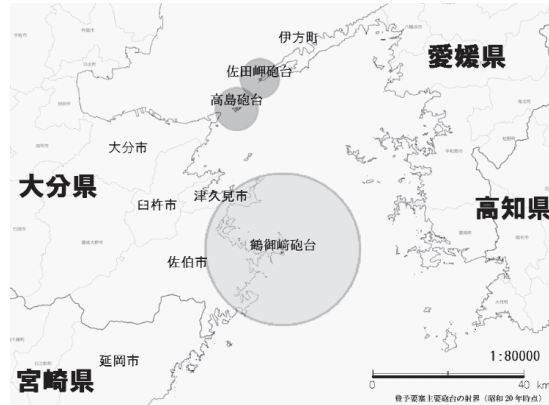 伊方町
愛媛県
佐田岬砲台
高島砲台
大分市
大分県
津久見市
臼杵市
高知県
鶴御崎砲台
佐伯市
1:80000
延岡市
宮崎県
0
40
km
豊予要塞主要砲台の射界（昭和20年時点）